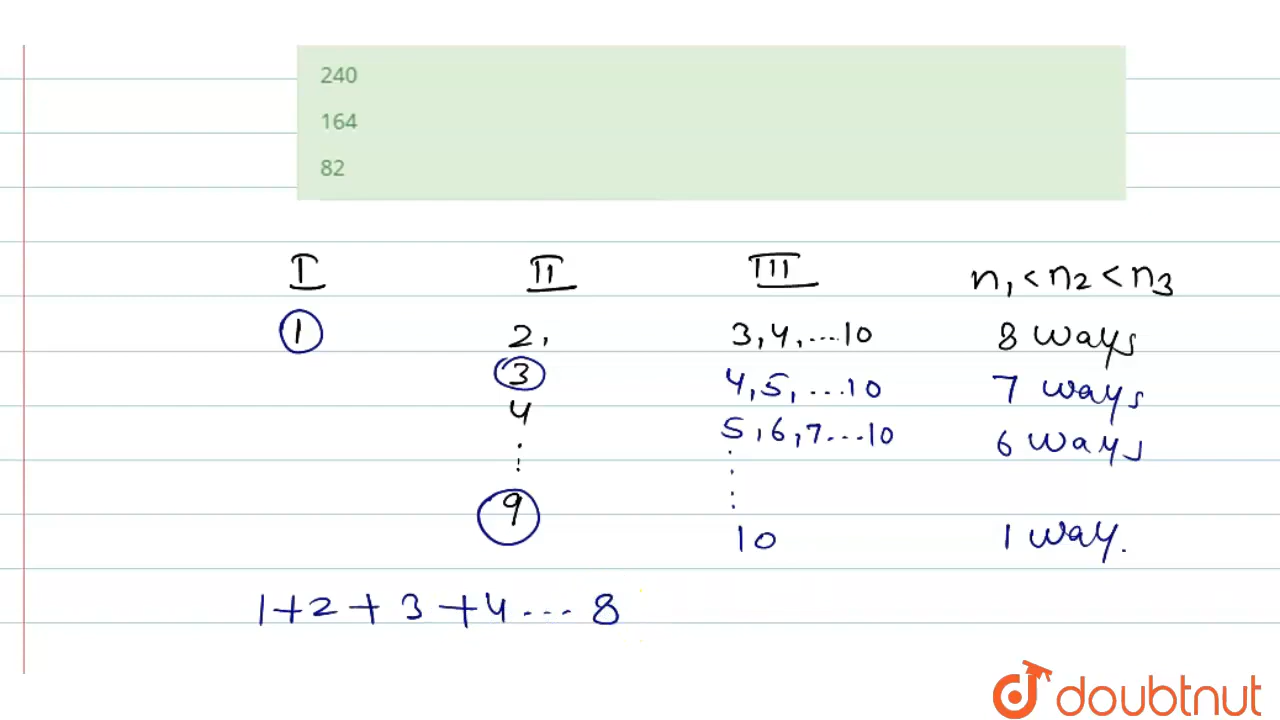 240
164
82
I II III n₁ < n₂ < n₃
1 2, 3,4,....10 8 ways
3 4,5,....10 7 ways
4 5,6,7...10 6 ways
9 10 1 way.
1+2+3+4... 8
doubtnut